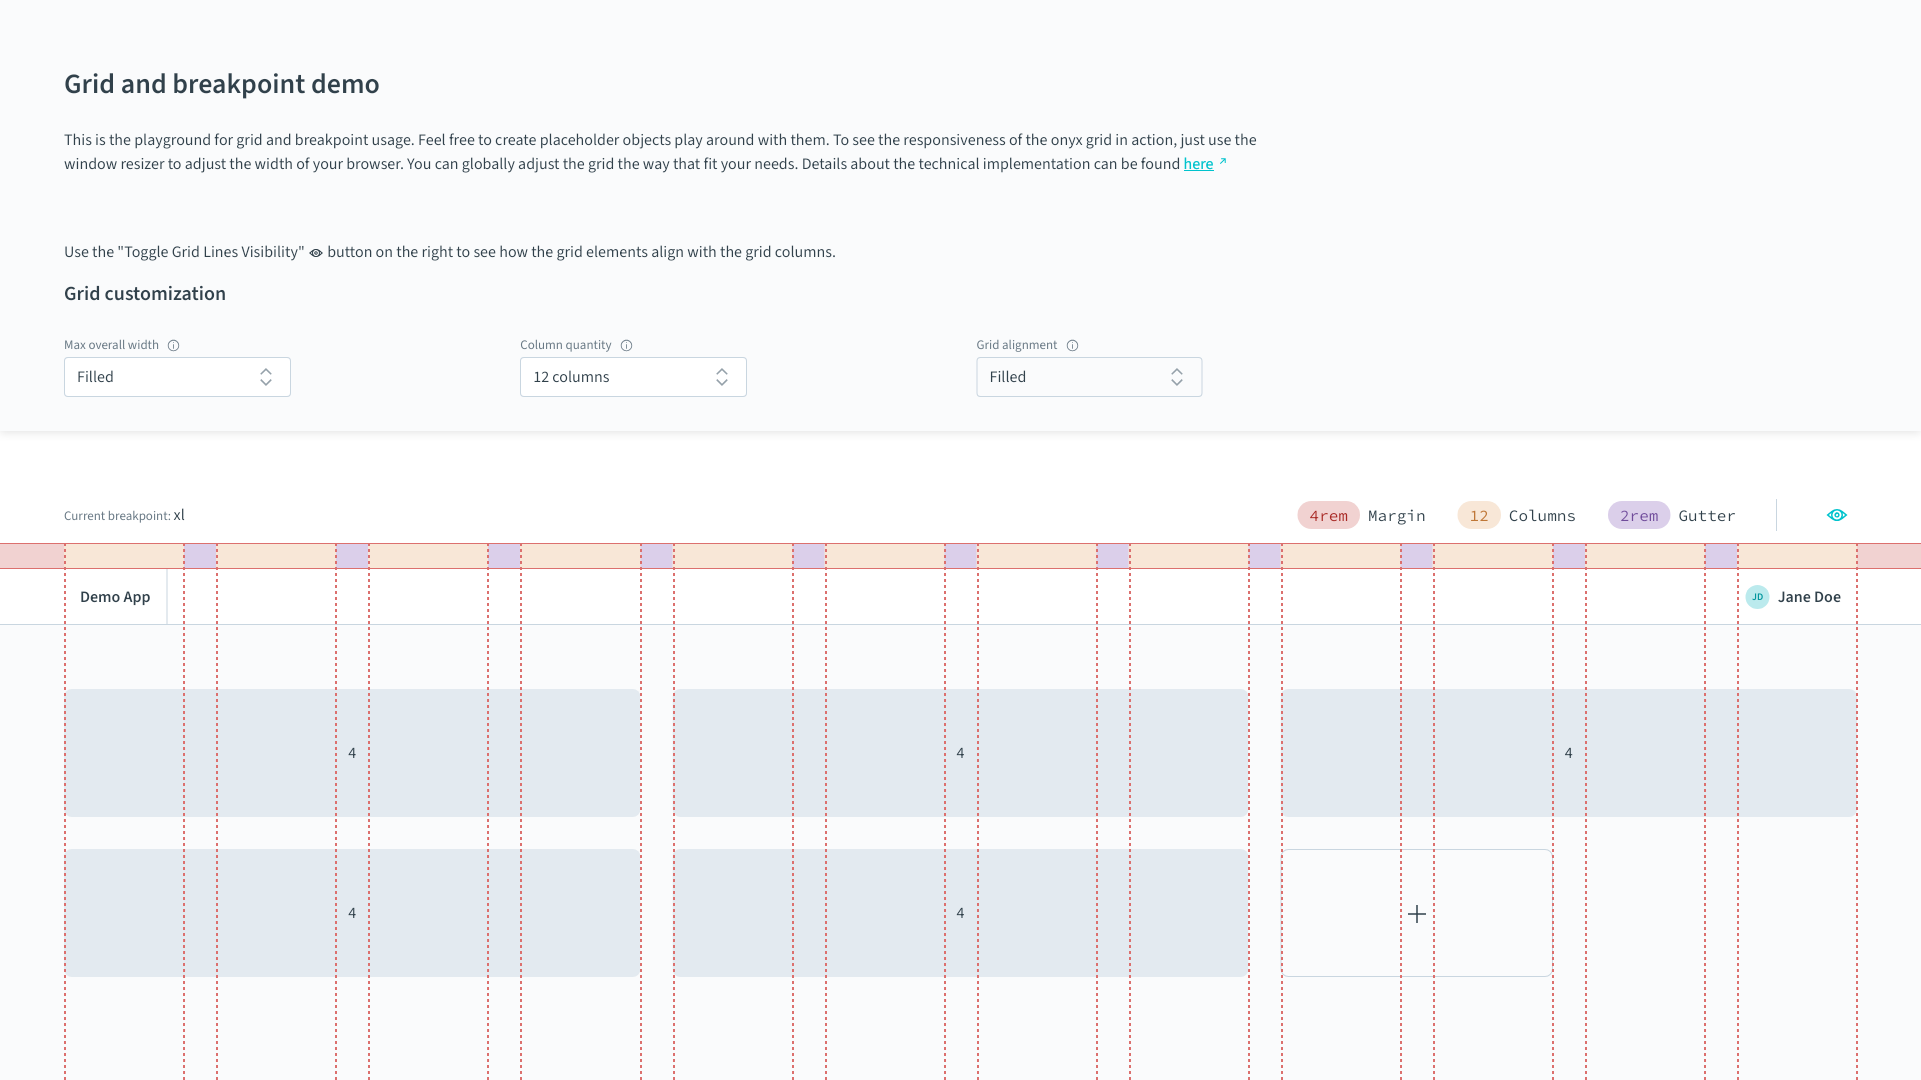 Grid and breakpoint demo
This is the playground for grid and breakpoint usage. Feel free to create placeholder objects play around with them. To see the responsiveness of the onyx grid in action, just use the
window resizer to adjust the width of your browser. You can globally adjust the grid the way that fit your needs. Details about the technical implementation can be found here
Use the "Toggle Grid Lines Visibility" button on the right to see how the grid elements align with the grid columns.
Grid customization
Max overall width
Column quantity
Grid alignment
Filled
12 columns
Filled
Current breakpoint: xl
4rem Margin
12 Columns
2rem Gutter
Demo App
JD Jane Doe
4
4
4
4
4